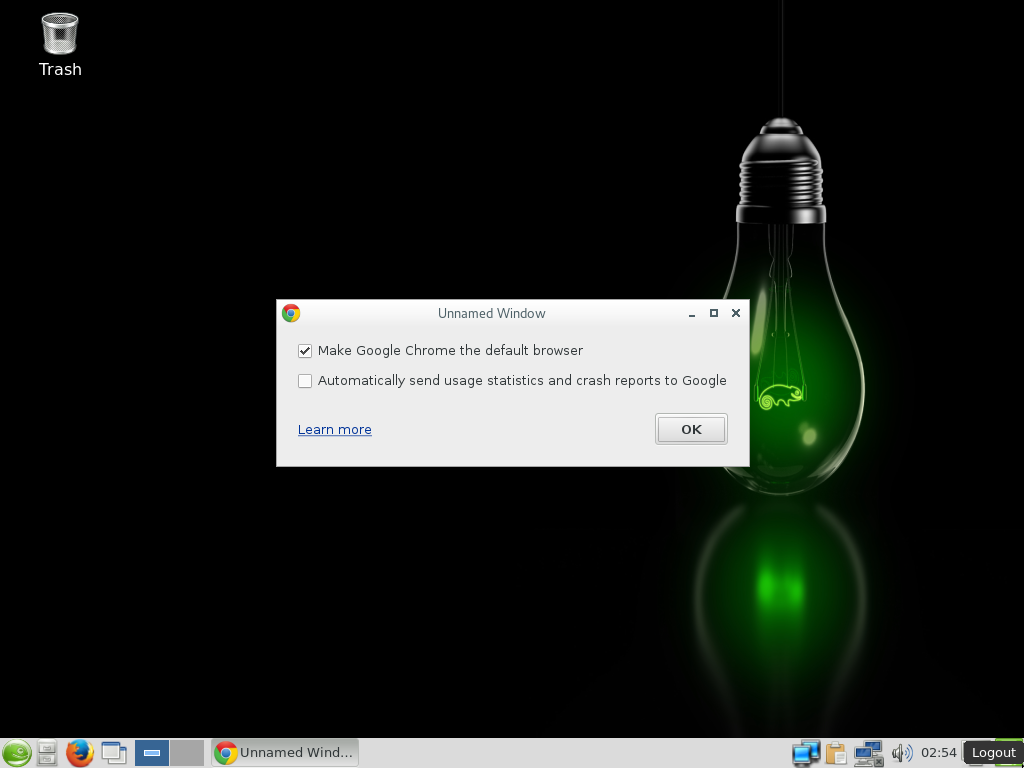 Trash
Unnamed Window
Make Google Chrome the default browser
Automatically send usage statistics and crash reports to Google
Learn more
OK
Unnamed Wind...
02:54
Logout